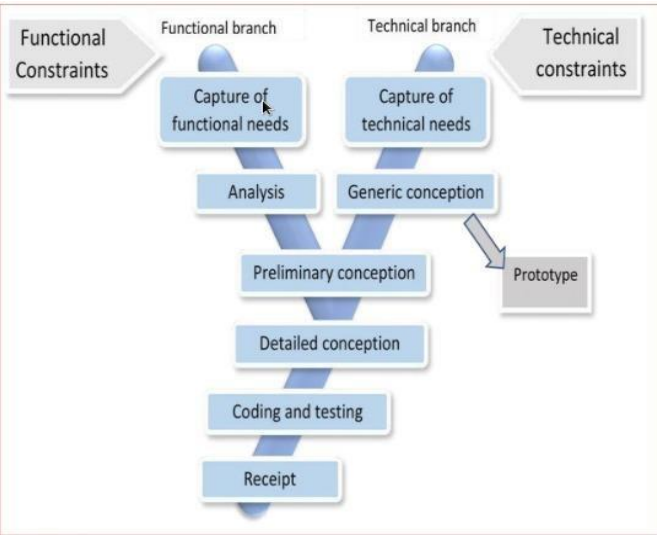 Functional
Constraints
Functional branch
Technical branch
Technical
constraints
Capture of
functional needs
Capture of
technical needs
Analysis
Generic conception
Preliminary conception
Prototype
Detailed conception
Coding and testing
Receipt